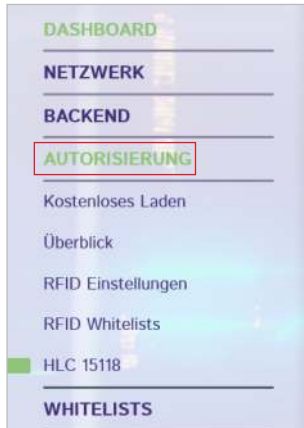 DASHBOARD
NETZWERK
BACKEND
AUTORISIERUNG
Kostenloses Laden
Überblick
RFID Einstellungen
RFID Whitelists
HLC 15118
WHITELISTS